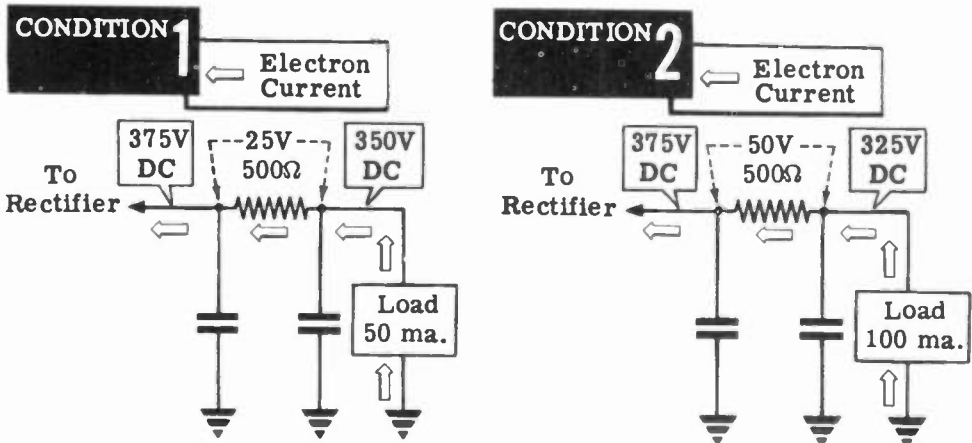 CONDITION 1
Electron
Current
375V
DC
25V
500Ω
350V
DC
To
Rectifier
Load
50 ma.
CONDITION 2
Electron
Current
375V
DC
50V
500Ω
325V
DC
To
Rectifier
Load
100 ma.